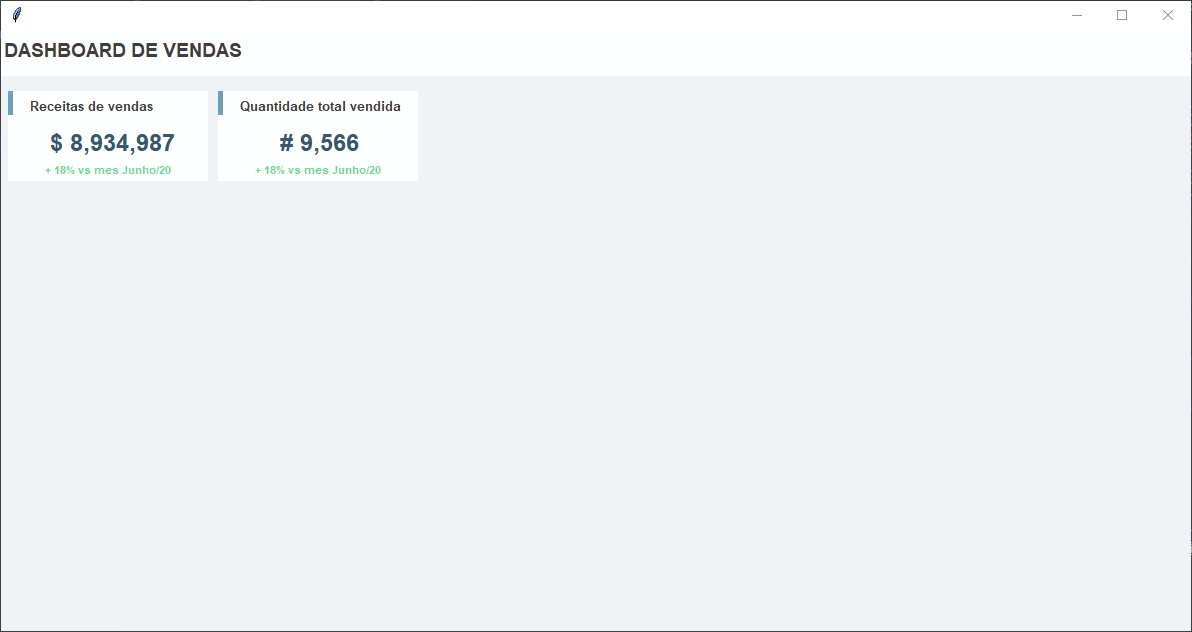 DASHBOARD DE VENDAS
Receitas de vendas
$ 8,934,987
+ 18% vs mes Junho/20
Quantidade total vendida
# 9,566
+ 18% vs mes Junho/20